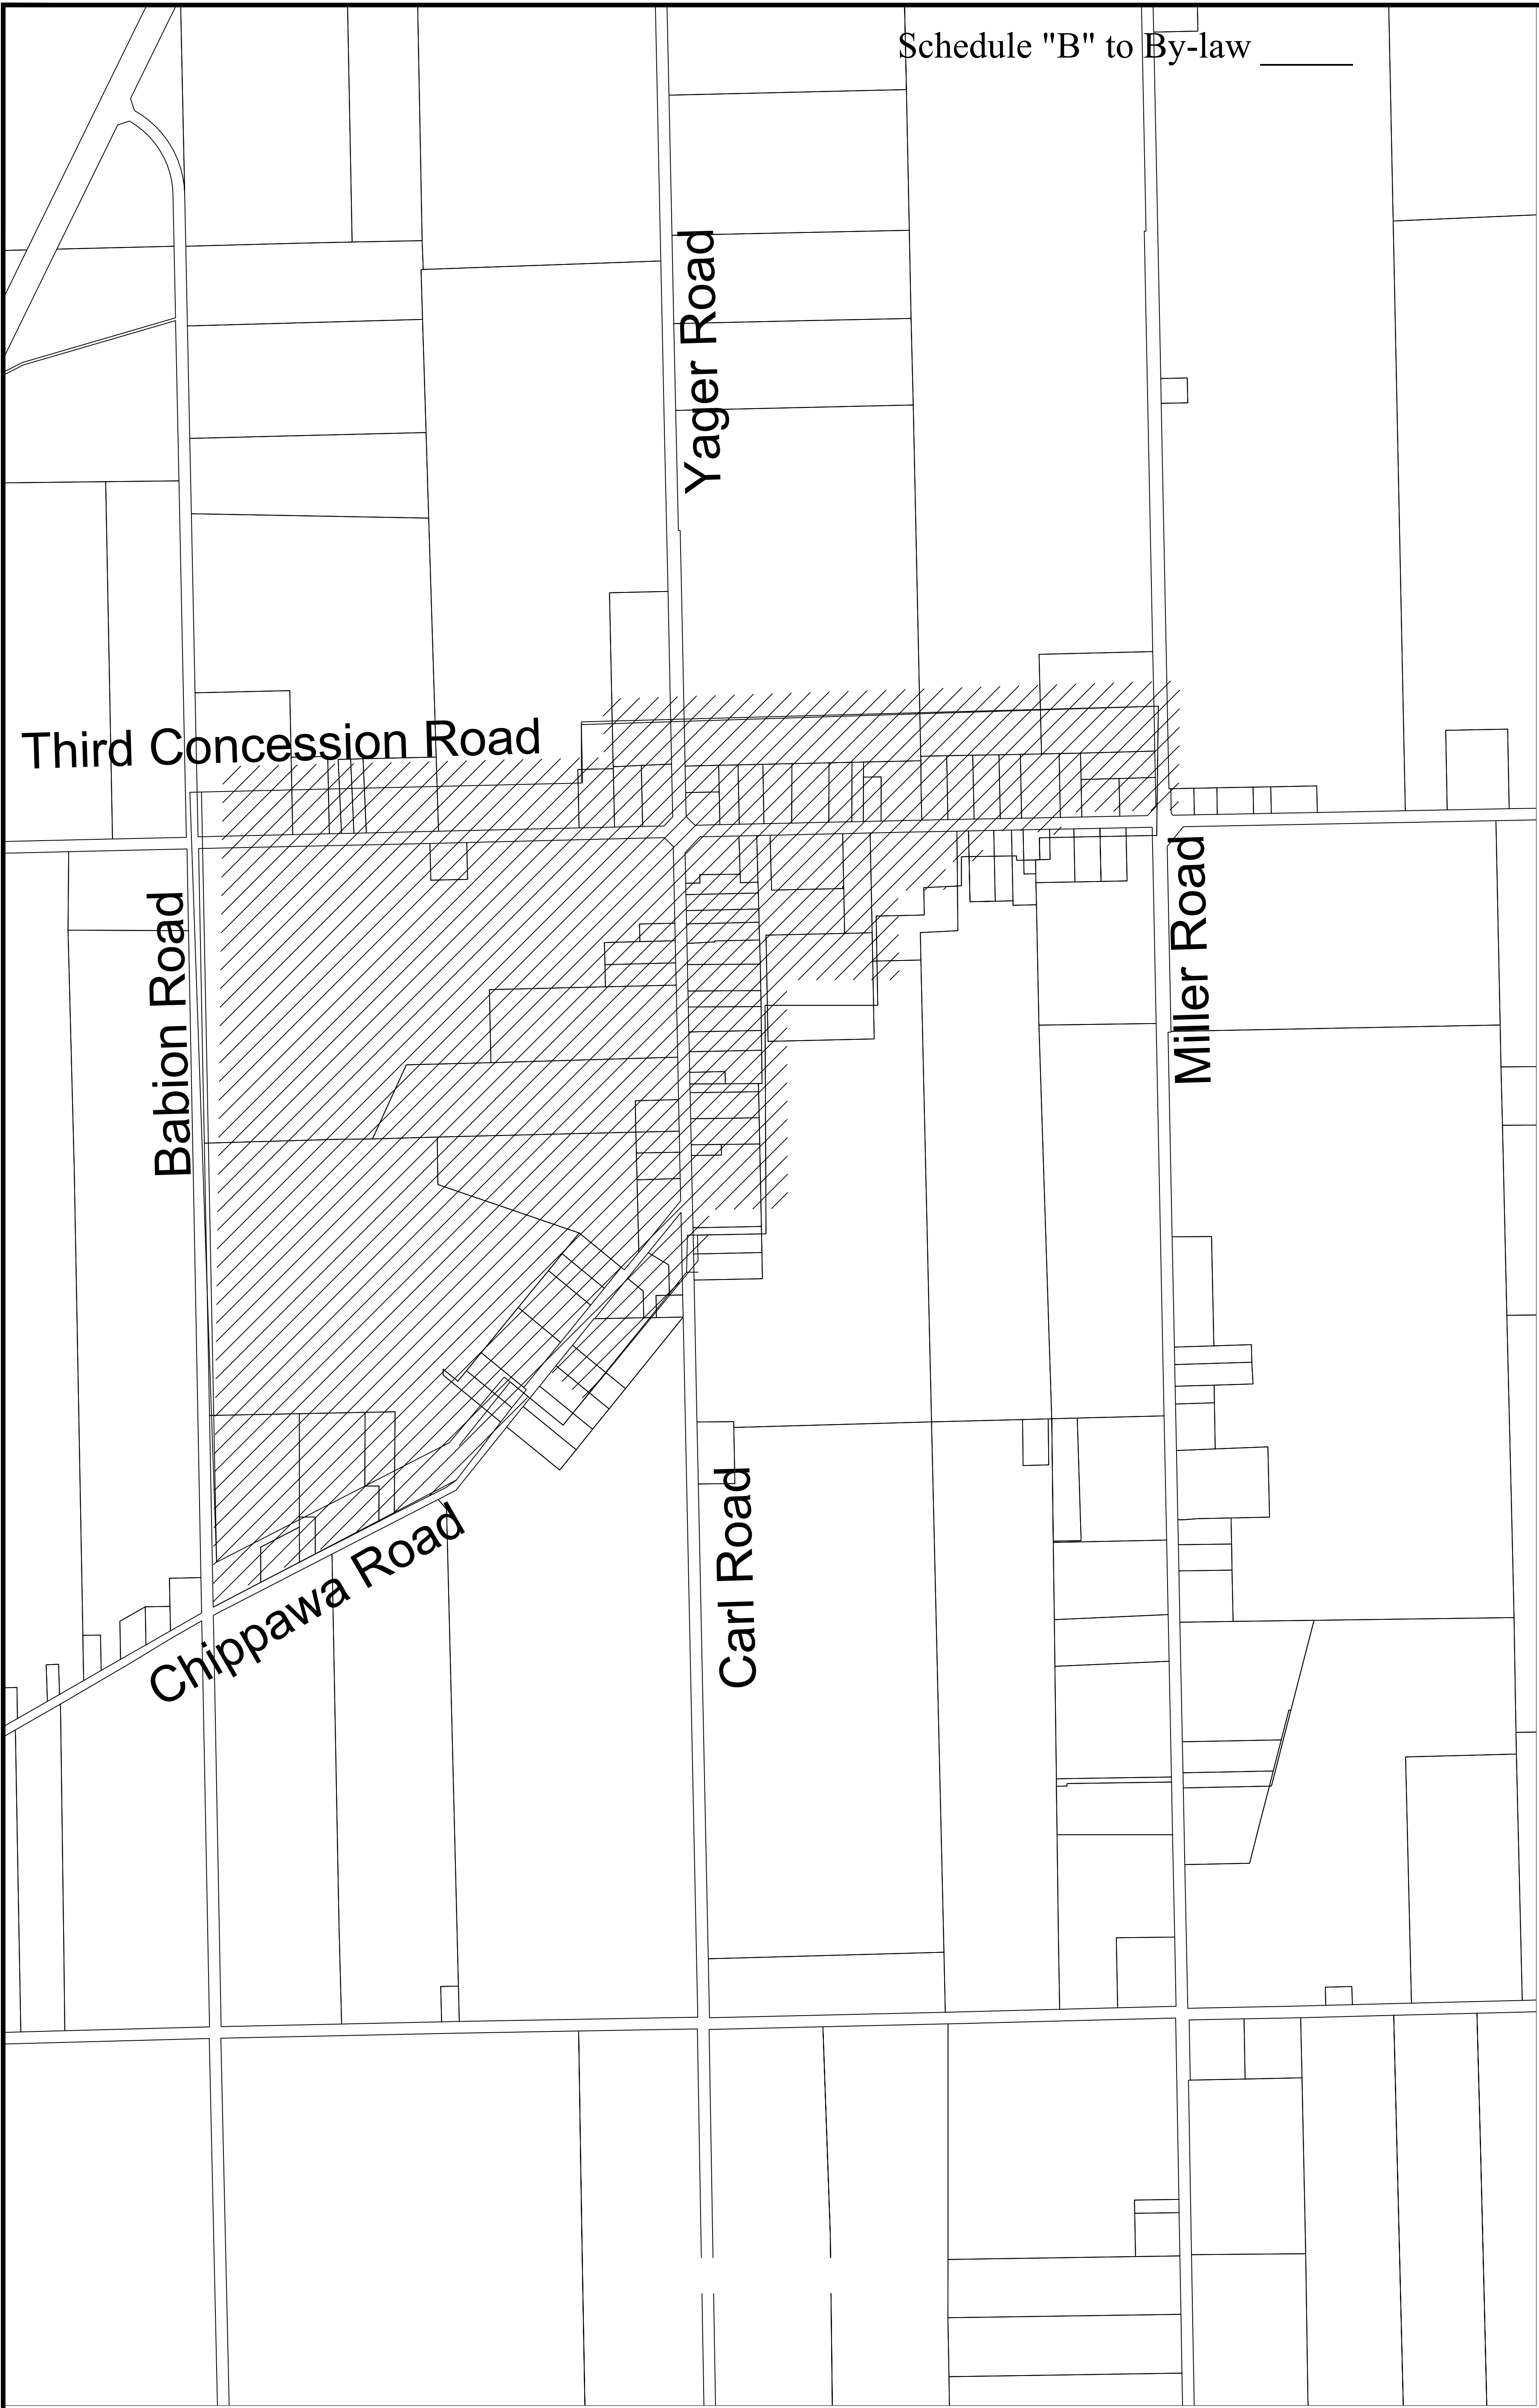 Schedule "B" to By-law ______
Yager Road
Third Concession Road
Babion Road
Miller Road
Carl Road
Chippawa Road